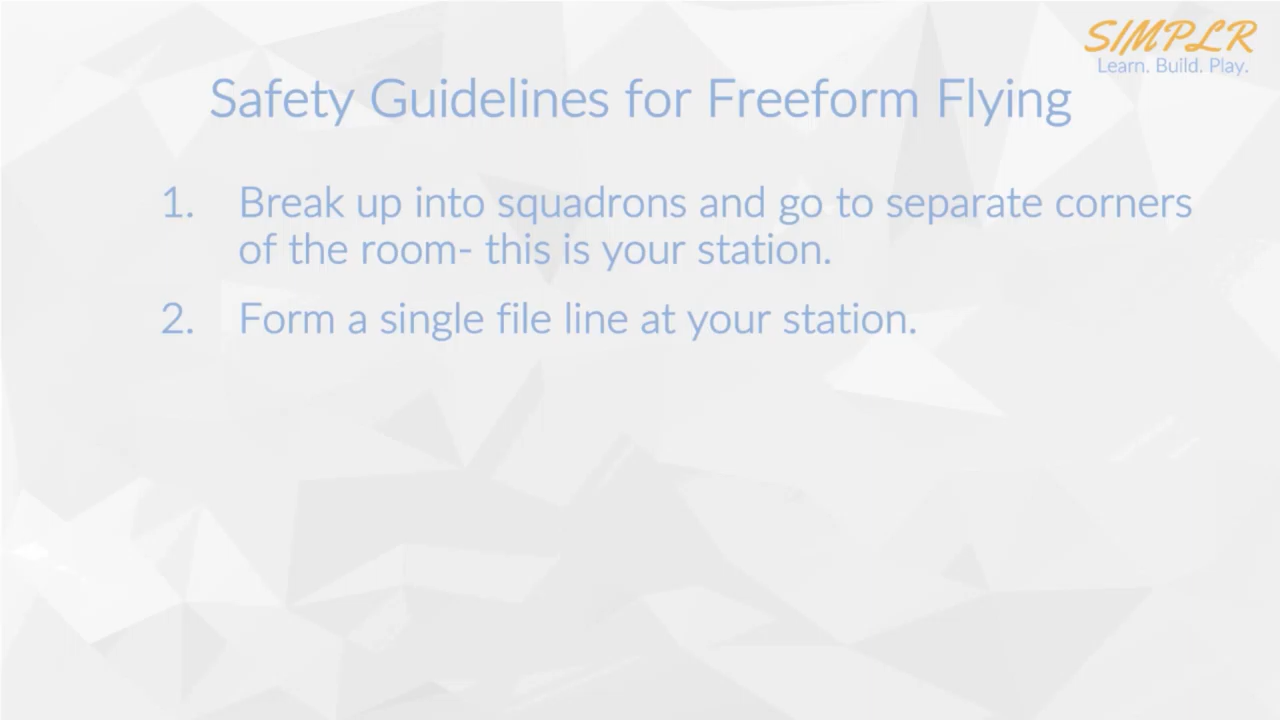 SIMPLR
Learn. Build. Play.
Safety Guidelines for Freeform Flying
1. Break up into squadrons and go to separate corners
of the room- this is your station.
2. Form a single file line at your station.